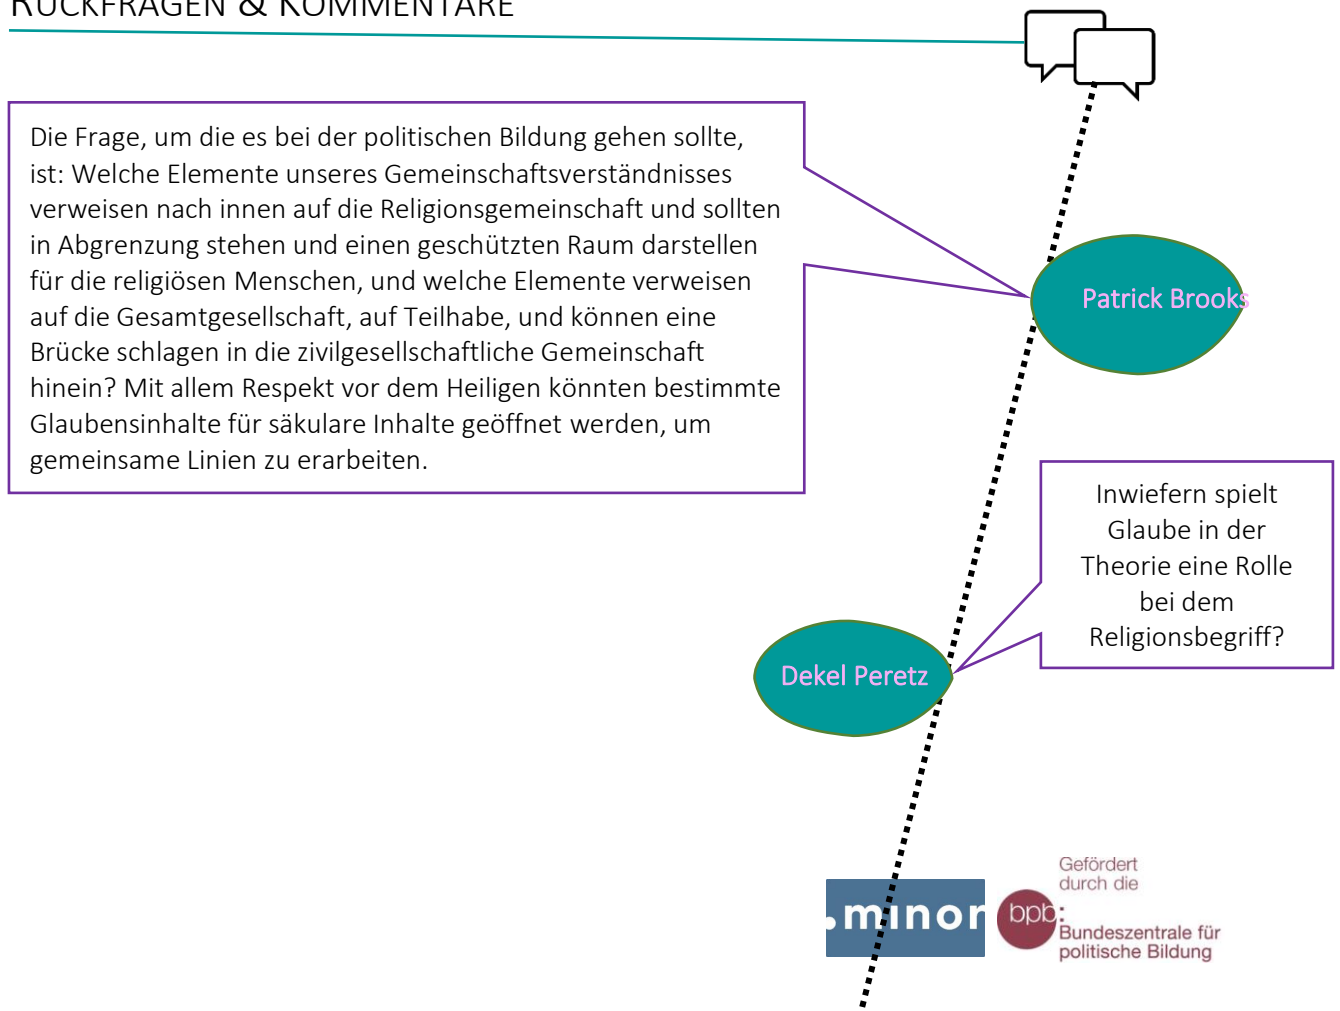 RÜCKFRAGEN & KOMMENTARE
Die Frage, um die es bei der politischen Bildung gehen sollte,
ist: Welche Elemente unseres Gemeinschaftsverständnisses
verweisen nach innen auf die Religionsgemeinschaft und sollten
in Abgrenzung stehen und einen geschützten Raum darstellen
für die religiösen Menschen, und welche Elemente verweisen
auf die Gesamtgesellschaft, auf Teilhabe, und können eine
Brücke schlagen in die zivilgesellschaftliche Gemeinschaft
hinein? Mit allem Respekt vor dem Heiligen könnten bestimmte
Glaubensinhalte für säkulare Inhalte geöffnet werden, um
gemeinsame Linien zu erarbeiten.
Patrick Brooks
Inwiefern spielt
Glaube in der
Theorie eine Rolle
bei dem
Religionsbegriff?
Dekel Peretz
.minor
Gefördert
durch die
bpb:
Bundeszentrale für
politische Bildung